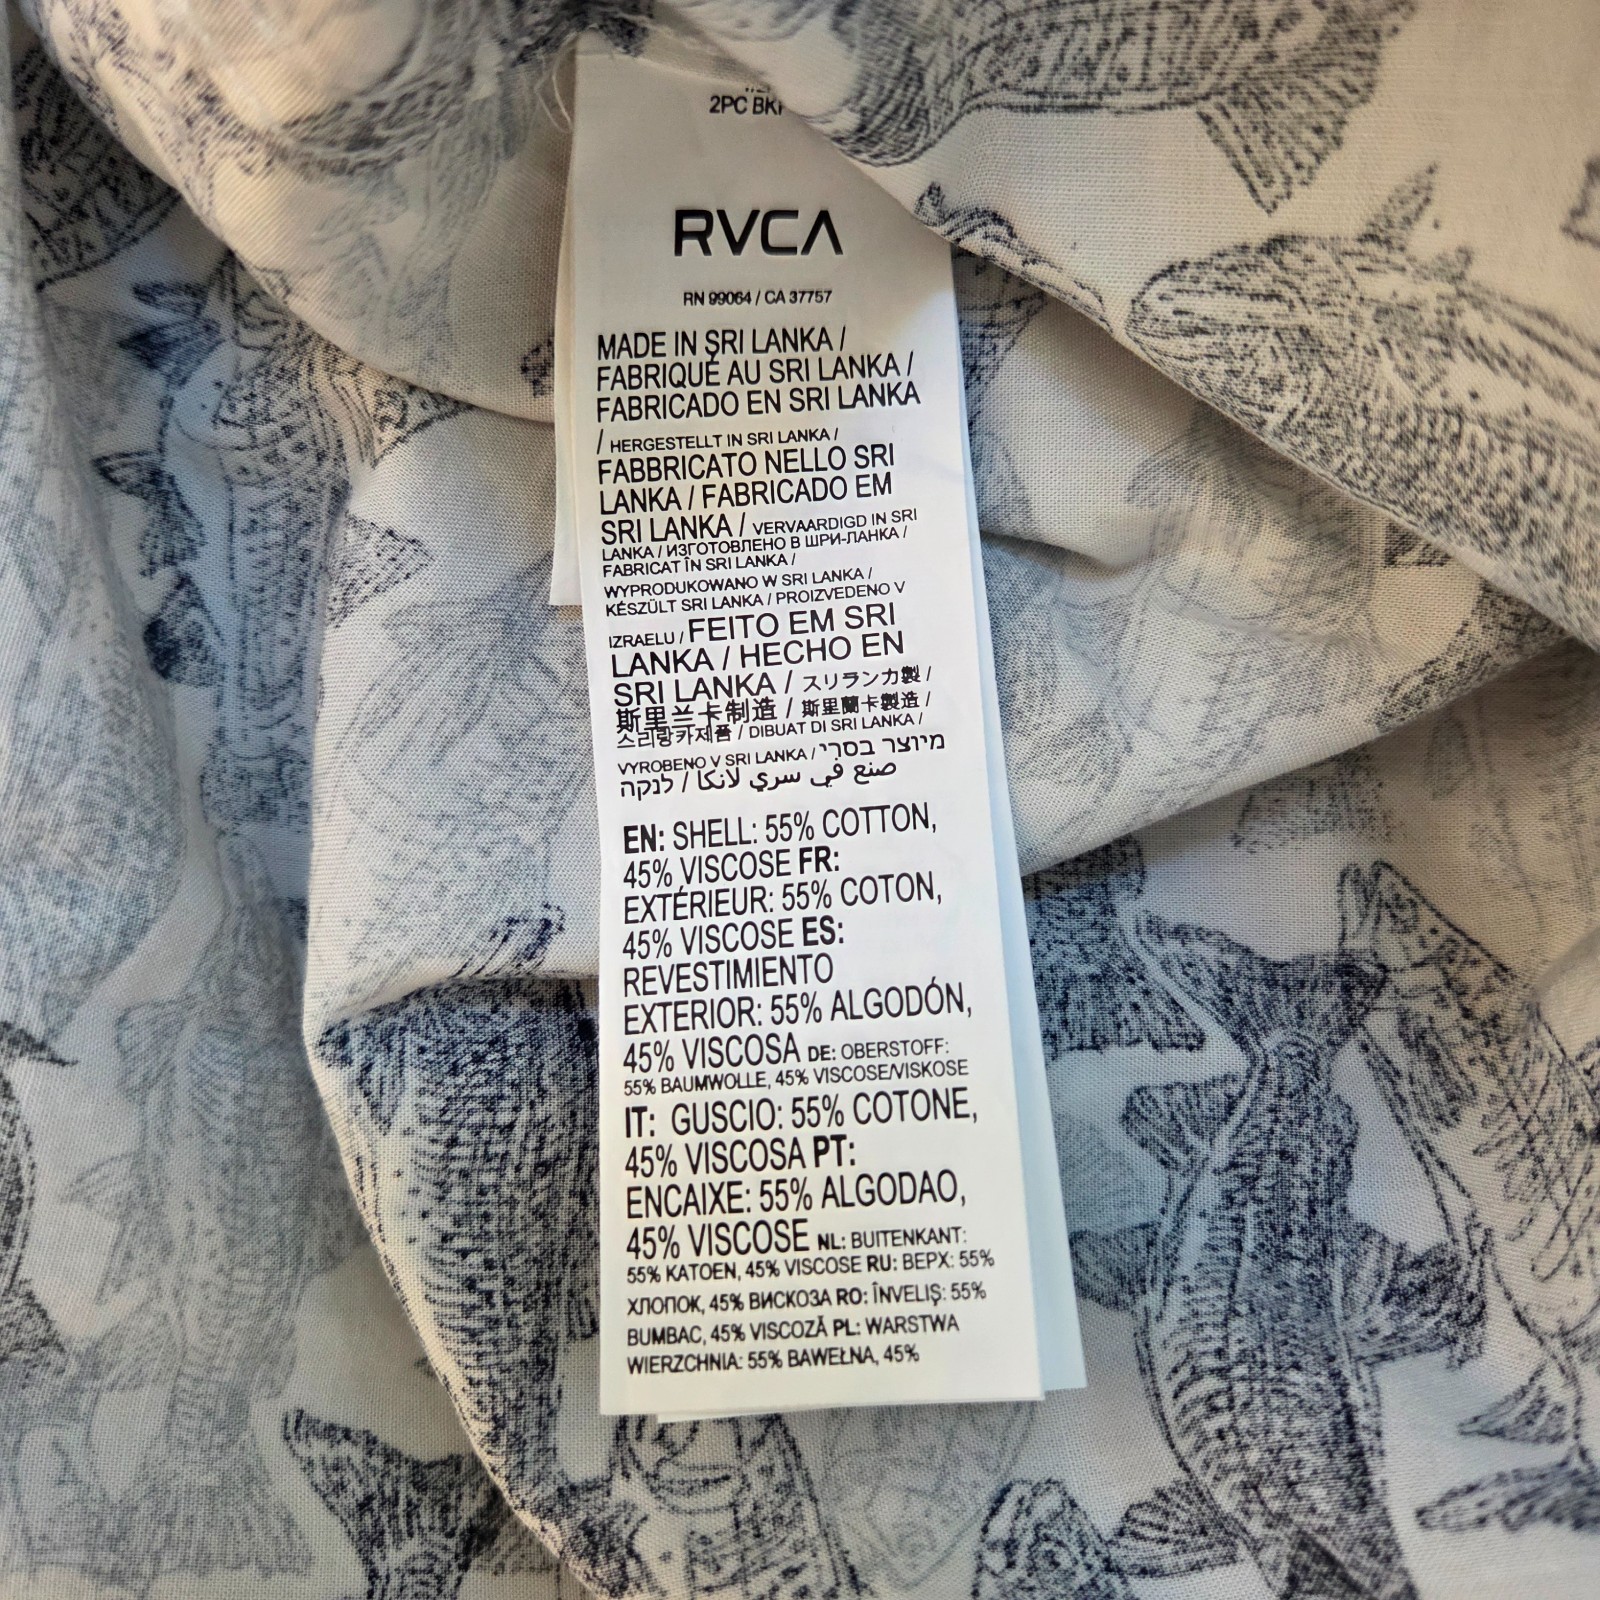 2PC
RVCA
RN 99064 / CA 37757
MADE IN SRI LANKA /
FABRIQUÉ AU SRI LANKA /
FABRICADO EN SRI LANKA
/ HERGESTELLT IN SRI LANKA /
FABBRICATO NELLO SRI
LANKA / FABRICADO EM
SRI LANKA / VERVAARDIGD IN SRI
LANKA / ИЗГОТОВЛЕНО В ШРИ-ЛАНКА /
FABRICAT ÎN SRI LANKA /
WYPRODUKOWANO W SRI LANKA /
KÉSZÜLT SRI LANKA / PROIZVEDENO V
IZRAELU / FEITO EM SRI
LANKA / HECHO EN
SRI LANKA / スリランカ製 /
斯里兰卡制造 / 斯里蘭卡製造 /
스리랑카제품 / DIBUAT DI SRI LANKA /
VYROBENO V SRI LANKA / מיוצר בסרי
לנקה / صنع في سري لانكا
EN: SHELL: 55% COTTON,
45% VISCOSE FR:
EXTÉRIEUR: 55% COTON,
45% VISCOSE ES:
REVESTIMIENTO
EXTERIOR: 55% ALGODÓN,
45% VISCOSA DE: OBERSTOFF:
55% BAUMWOLLE, 45% VISCOSE/VISKOSE
IT: GUSCIO: 55% COTONE,
45% VISCOSA PT:
ENCAIXE: 55% ALGODAO,
45% VISCOSE NL: BUITENKANT:
55% KATOEN, 45% VISCOSE RU: ВЕРХ: 55%
ХЛОПОК, 45% ВИСКОЗА RO: ÎNVELIŞ: 55%
BUMBAC, 45% VISCOZĂ PL: WARSTWA
WIERZCHNIA: 55% BAWEŁNA, 45%